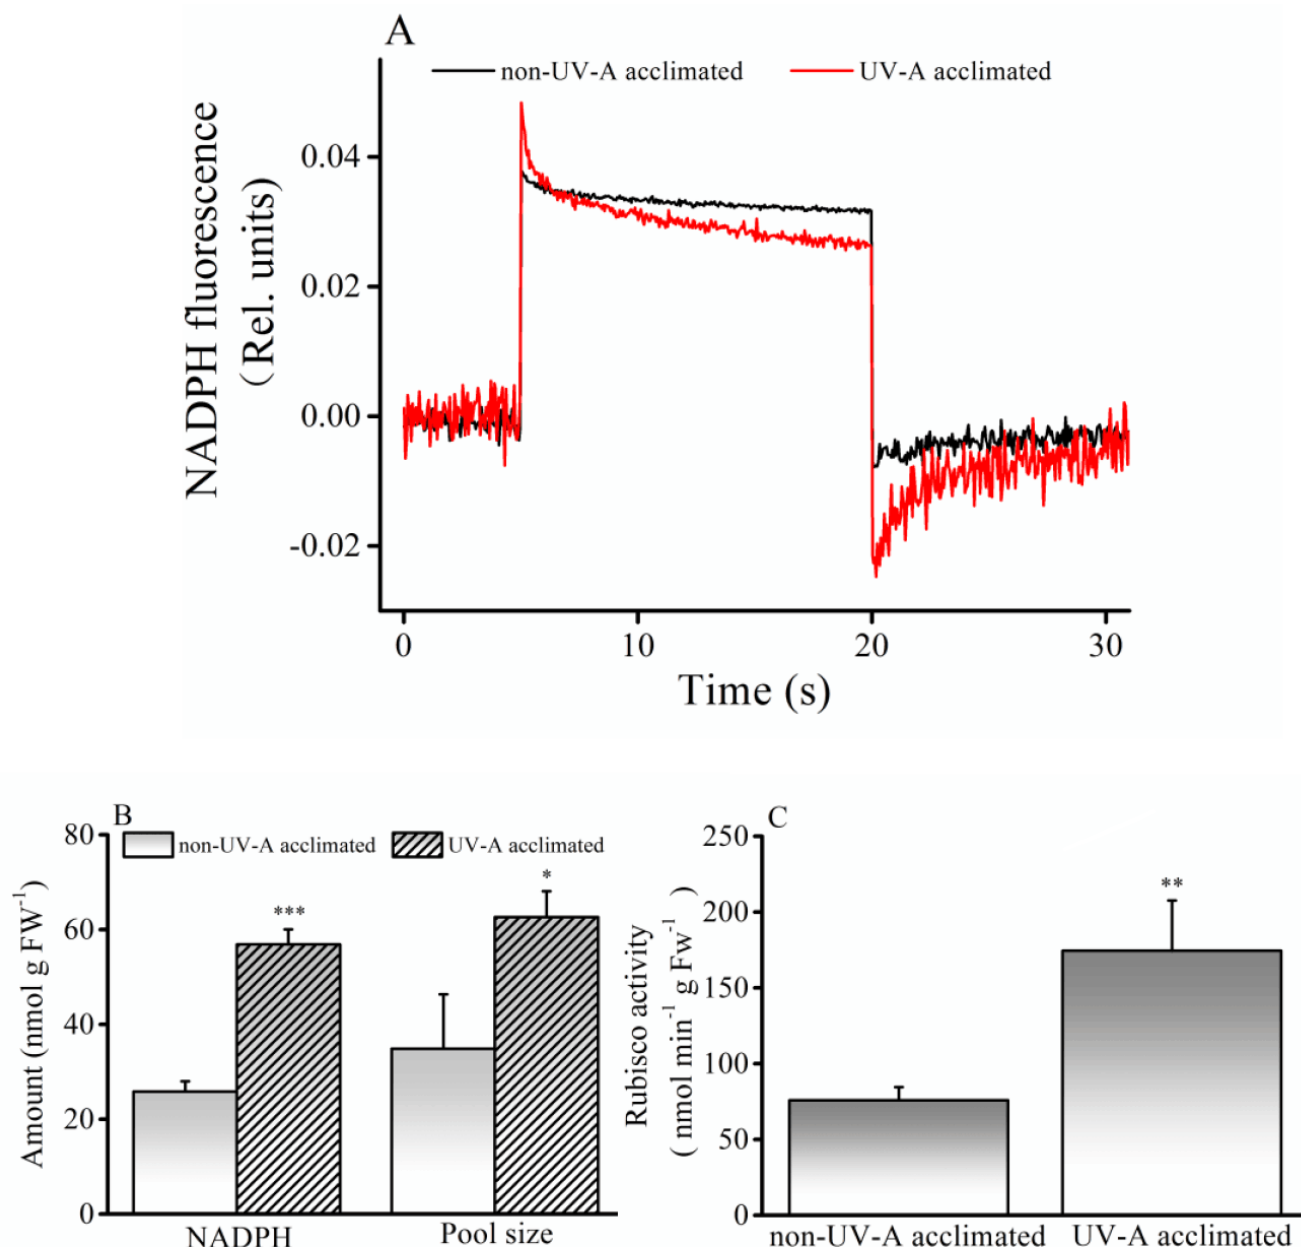 A
non-UV-A acclimated
UV-A acclimated
NADPH fluorescence
(Rel. units)
0.04
0.02
0.00
-0.02
0
10
20
30
Time (s)
B
non-UV-A acclimated
UV-A acclimated
Amount (nmol g FW⁻¹)
80
60
40
20
0
***
*
NADPH
Pool size
C
Rubisco activity
( nmol min⁻¹ g Fw⁻¹ )
250
200
150
100
50
0
**
non-UV-A acclimated
UV-A acclimated